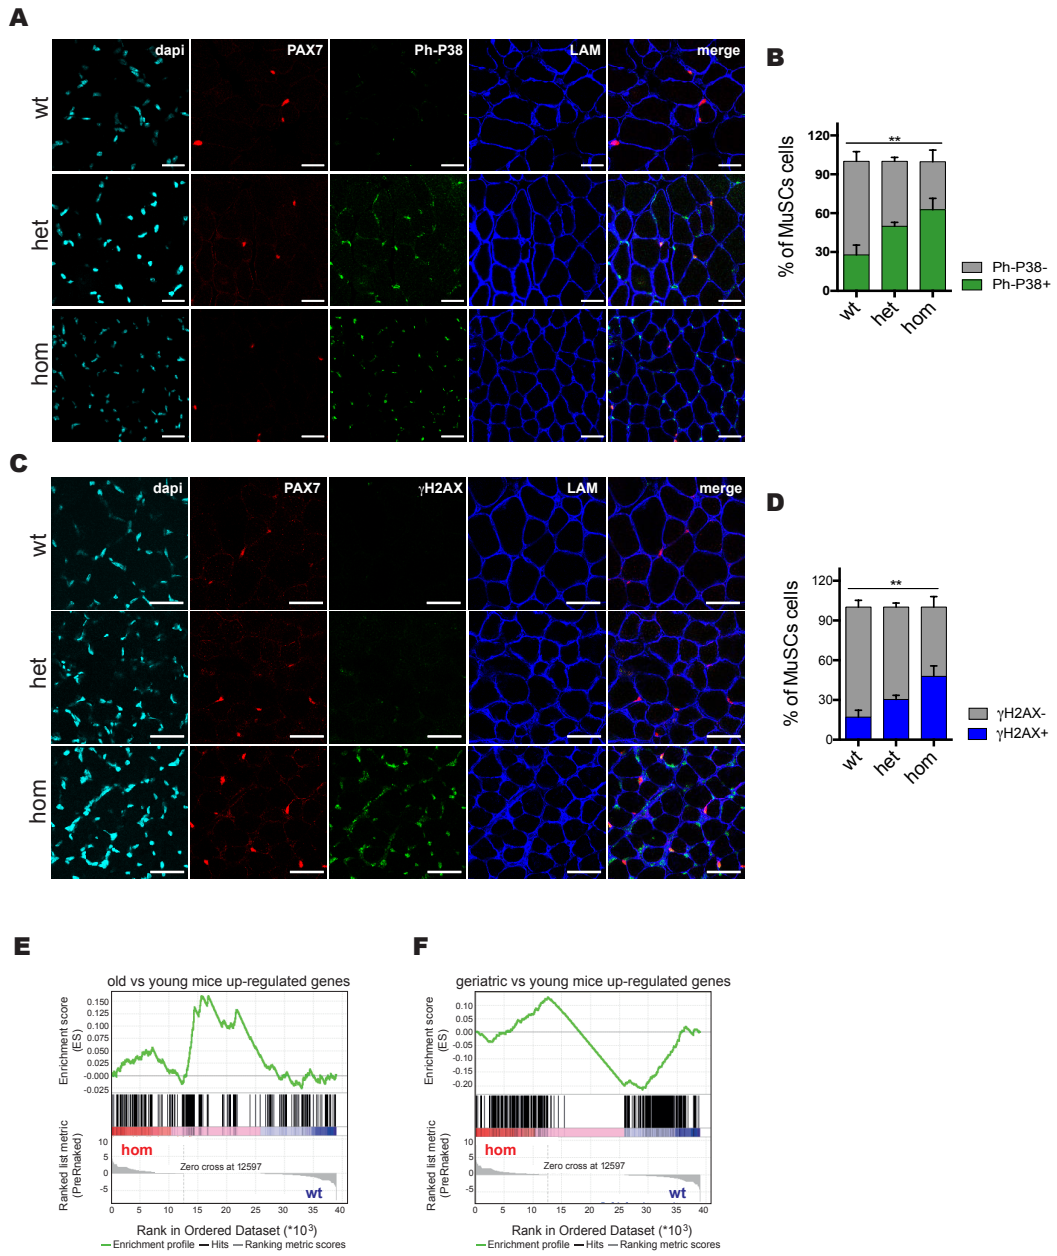 A
dapi PAX7 Ph-P38 LAM merge
wt
het
hom
B
% of MuSCs cells
120
90
60
30
0
**
wt het hom
Ph-P38-
Ph-P38+
C
dapi PAX7 γH2AX LAM merge
wt
het
hom
D
% of MuSCs cells
120
90
60
30
0
**
wt het hom
γH2AX-
γH2AX+
E
old vs young mice up-regulated genes
Enrichment score
(ES)
0.150
0.125
0.100
0.075
0.050
0.025
-0.000
-0.025
hom
Ranked list metric
(PreRnaked)
10
5
0
-5
Zero cross at 12597
wt
0 5 10 15 20 25 30 35 40
Rank in Ordered Dataset (*10³)
Enrichment profile Hits Ranking metric scores
F
geriatric vs young mice up-regulated genes
Enrichment score
(ES)
0.10
0.05
0.00
-0.05
-0.10
-0.15
-0.20
hom
Ranked list metric
(PreRnaked)
10
5
0
-5
Zero cross at 12597
wt
0 5 10 15 20 25 30 35 40
Rank in Ordered Dataset (*10³)
Enrichment profile Hits Ranking metric scores